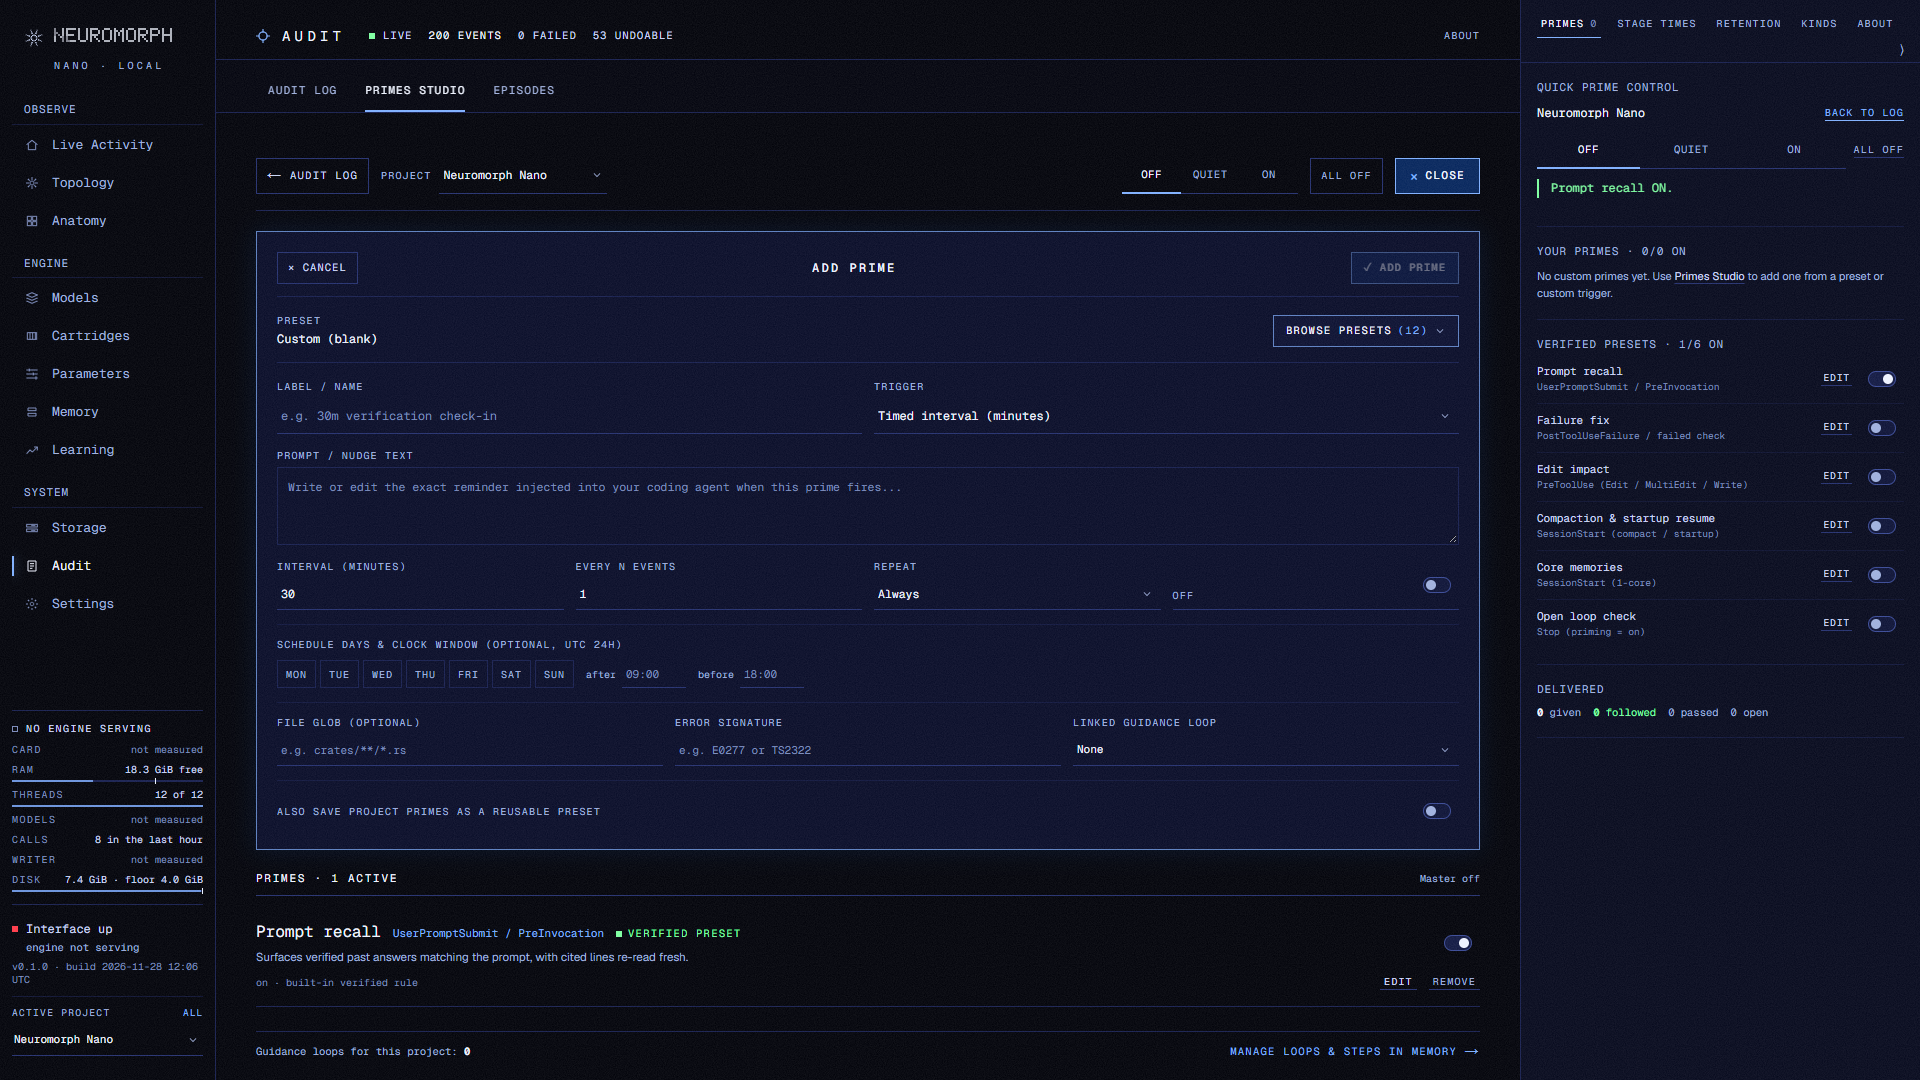 NEUROMORPH
NANO · LOCAL
OBSERVE
Live Activity
Topology
Anatomy
ENGINE
Models
Cartridges
Parameters
Memory
Learning
SYSTEM
Storage
Audit
Settings
NO ENGINE SERVING
CARD not measured
RAM 18.3 GiB free
THREADS 12 of 12
MODELS not measured
CALLS 8 in the last hour
WRITER not measured
DISK 7.4 GiB · floor 4.0 GiB
Interface up
engine not serving
v0.1.0 · build 2026-11-28 12:06
UTC
ACTIVE PROJECT ALL
Neuromorph Nano
AUDIT LIVE 200 EVENTS 0 FAILED 53 UNDOABLE ABOUT
AUDIT LOG PRIMES STUDIO EPISODES
← AUDIT LOG PROJECT Neuromorph Nano OFF QUIET ON ALL OFF × CLOSE
× CANCEL ADD PRIME ✓ ADD PRIME
PRESET
Custom (blank) BROWSE PRESETS (12)
LABEL / NAME TRIGGER
e.g. 30m verification check-in Timed interval (minutes)
PROMPT / NUDGE TEXT
Write or edit the exact reminder injected into your coding agent when this prime fires...
INTERVAL (MINUTES) EVERY N EVENTS REPEAT
30 1 Always OFF
SCHEDULE DAYS & CLOCK WINDOW (OPTIONAL, UTC 24H)
MON TUE WED THU FRI SAT SUN after 09:00 before 18:00
FILE GLOB (OPTIONAL) ERROR SIGNATURE LINKED GUIDANCE LOOP
e.g. crates/**/*.rs e.g. E0277 or TS2322 None
ALSO SAVE PROJECT PRIMES AS A REUSABLE PRESET
PRIMES · 1 ACTIVE Master off
Prompt recall UserPromptSubmit / PreInvocation VERIFIED PRESET
Surfaces verified past answers matching the prompt, with cited lines re-read fresh.
on · built-in verified rule EDIT REMOVE
Guidance loops for this project: 0 MANAGE LOOPS & STEPS IN MEMORY →
PRIMES 0 STAGE TIMES RETENTION KINDS ABOUT
⟩
QUICK PRIME CONTROL
Neuromorph Nano BACK TO LOG
OFF QUIET ON ALL OFF
Prompt recall ON.
YOUR PRIMES · 0/0 ON
No custom primes yet. Use Primes Studio to add one from a preset or
custom trigger.
VERIFIED PRESETS · 1/6 ON
Prompt recall EDIT
UserPromptSubmit / PreInvocation
Failure fix EDIT
PostToolUseFailure / failed check
Edit impact EDIT
PreToolUse (Edit / MultiEdit / Write)
Compaction & startup resume EDIT
SessionStart (compact / startup)
Core memories EDIT
SessionStart (1-core)
Open loop check EDIT
Stop (priming = on)
DELIVERED
0 given 0 followed 0 passed 0 open